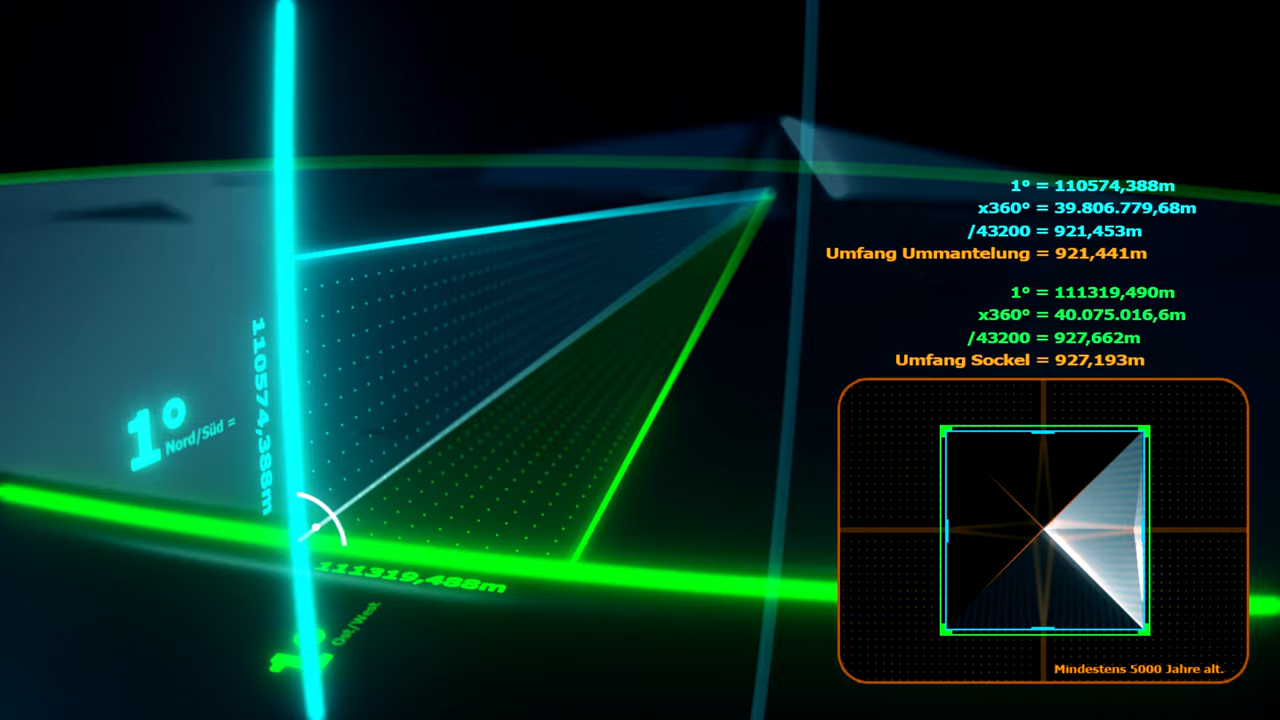 1° = 110574,388m
x360° = 39.806.779,68m
/43200 = 921,453m
Umfang Ummantelung = 921,441m
1° = 111319,490m
x360° = 40.075.016,6m
/43200 = 927,662m
Umfang Sockel = 927,193m
110574,388m
1° Nord/Süd =
111319,488m
1° Ost/West
Mindestens 5000 Jahre alt.